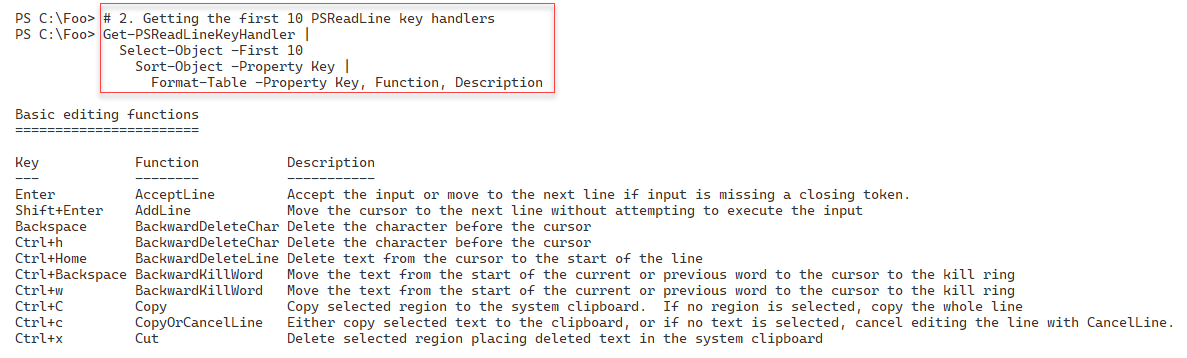 PS C:\Foo> # 2. Getting the first 10 PSReadLine key handlers
PS C:\Foo> Get-PSReadLineKeyHandler |
  Select-Object -First 10
    Sort-Object -Property Key |
      Format-Table -Property Key, Function, Description
Basic editing functions
=======================
Key            Function           Description
---            --------           -----------
Enter          AcceptLine         Accept the input or move to the next line if input is missing a closing token.
Shift+Enter    AddLine            Move the cursor to the next line without attempting to execute the input
Backspace      BackwardDeleteChar Delete the character before the cursor
Ctrl+h         BackwardDeleteChar Delete the character before the cursor
Ctrl+Home      BackwardDeleteLine Delete text from the cursor to the start of the line
Ctrl+Backspace BackwardKillWord   Move the text from the start of the current or previous word to the cursor to the kill ring
Ctrl+w         BackwardKillWord   Move the text from the start of the current or previous word to the cursor to the kill ring
Ctrl+C         Copy               Copy selected region to the system clipboard.  If no region is selected, copy the whole line
Ctrl+c         CopyOrCancelLine   Either copy selected text to the clipboard, or if no text is selected, cancel editing the line with CancelLine.
Ctrl+x         Cut                Delete selected region placing deleted text in the system clipboard